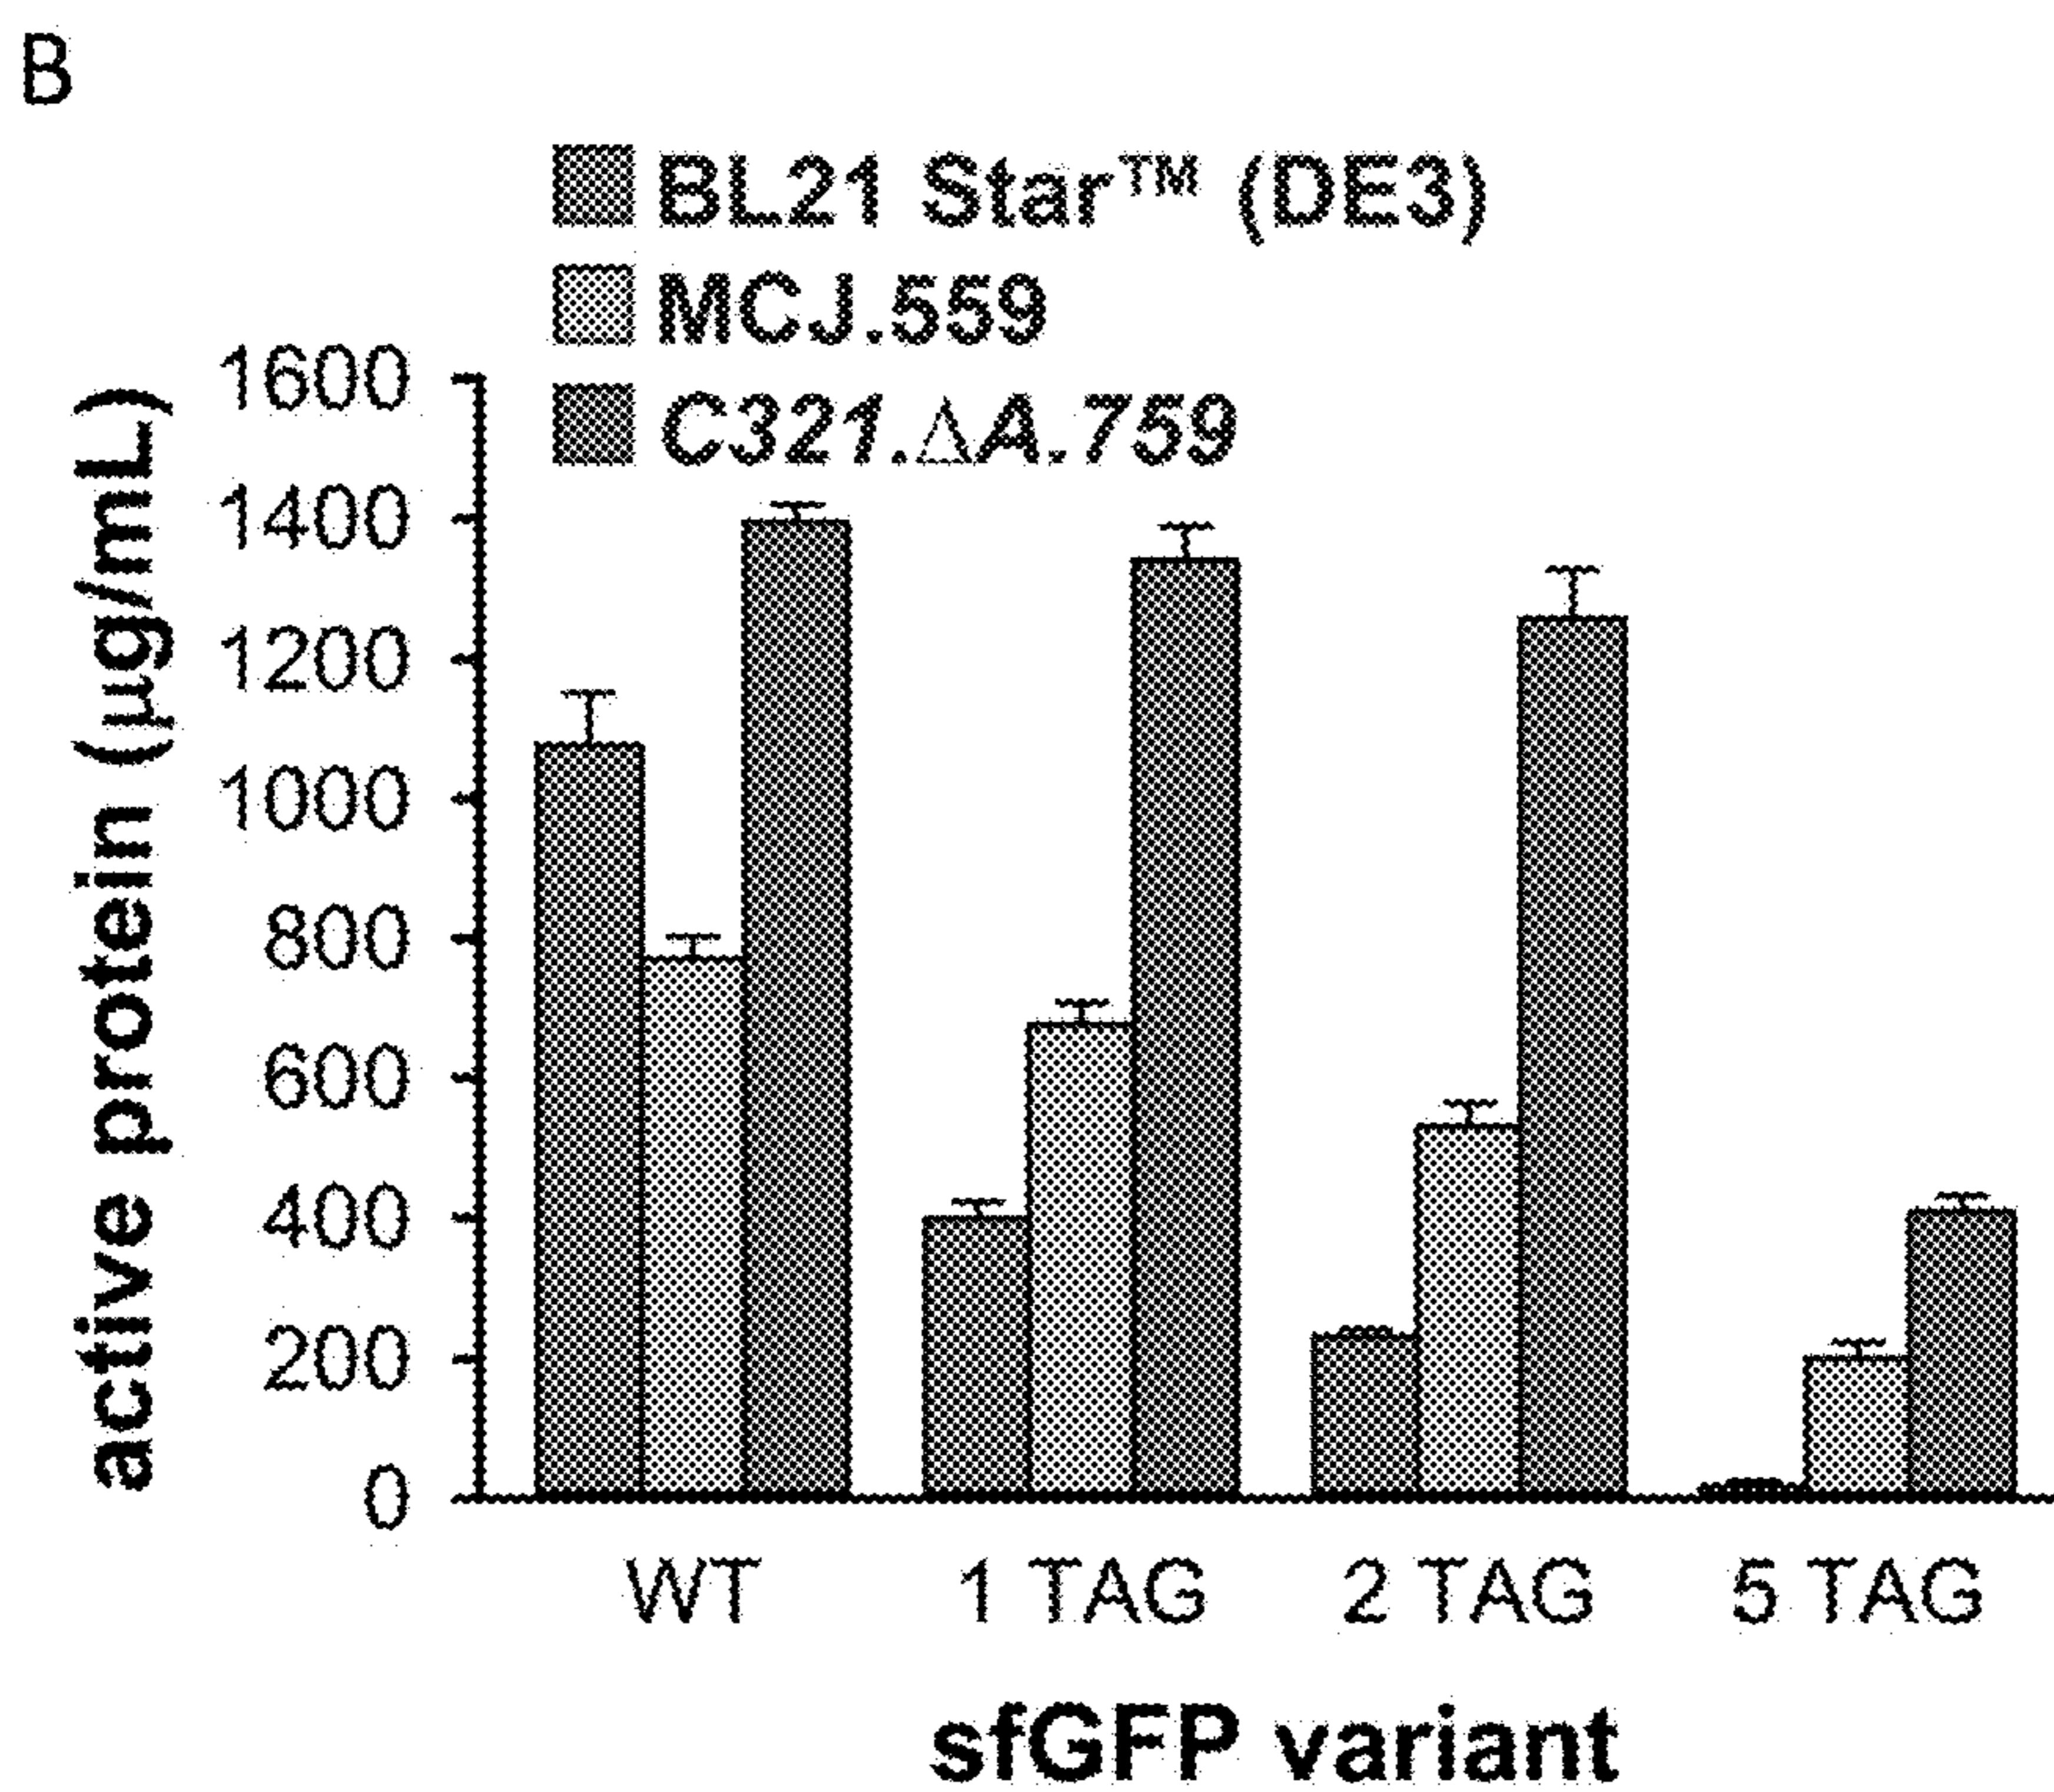 B
BL21 Star™ (DE3)
MCJ.559
C321.ΔA.759
active protein (µg/mL)
1600
1400
1200
1000
800
600
400
200
0
WT 1 TAG 2 TAG 5 TAG
sfGFP variant